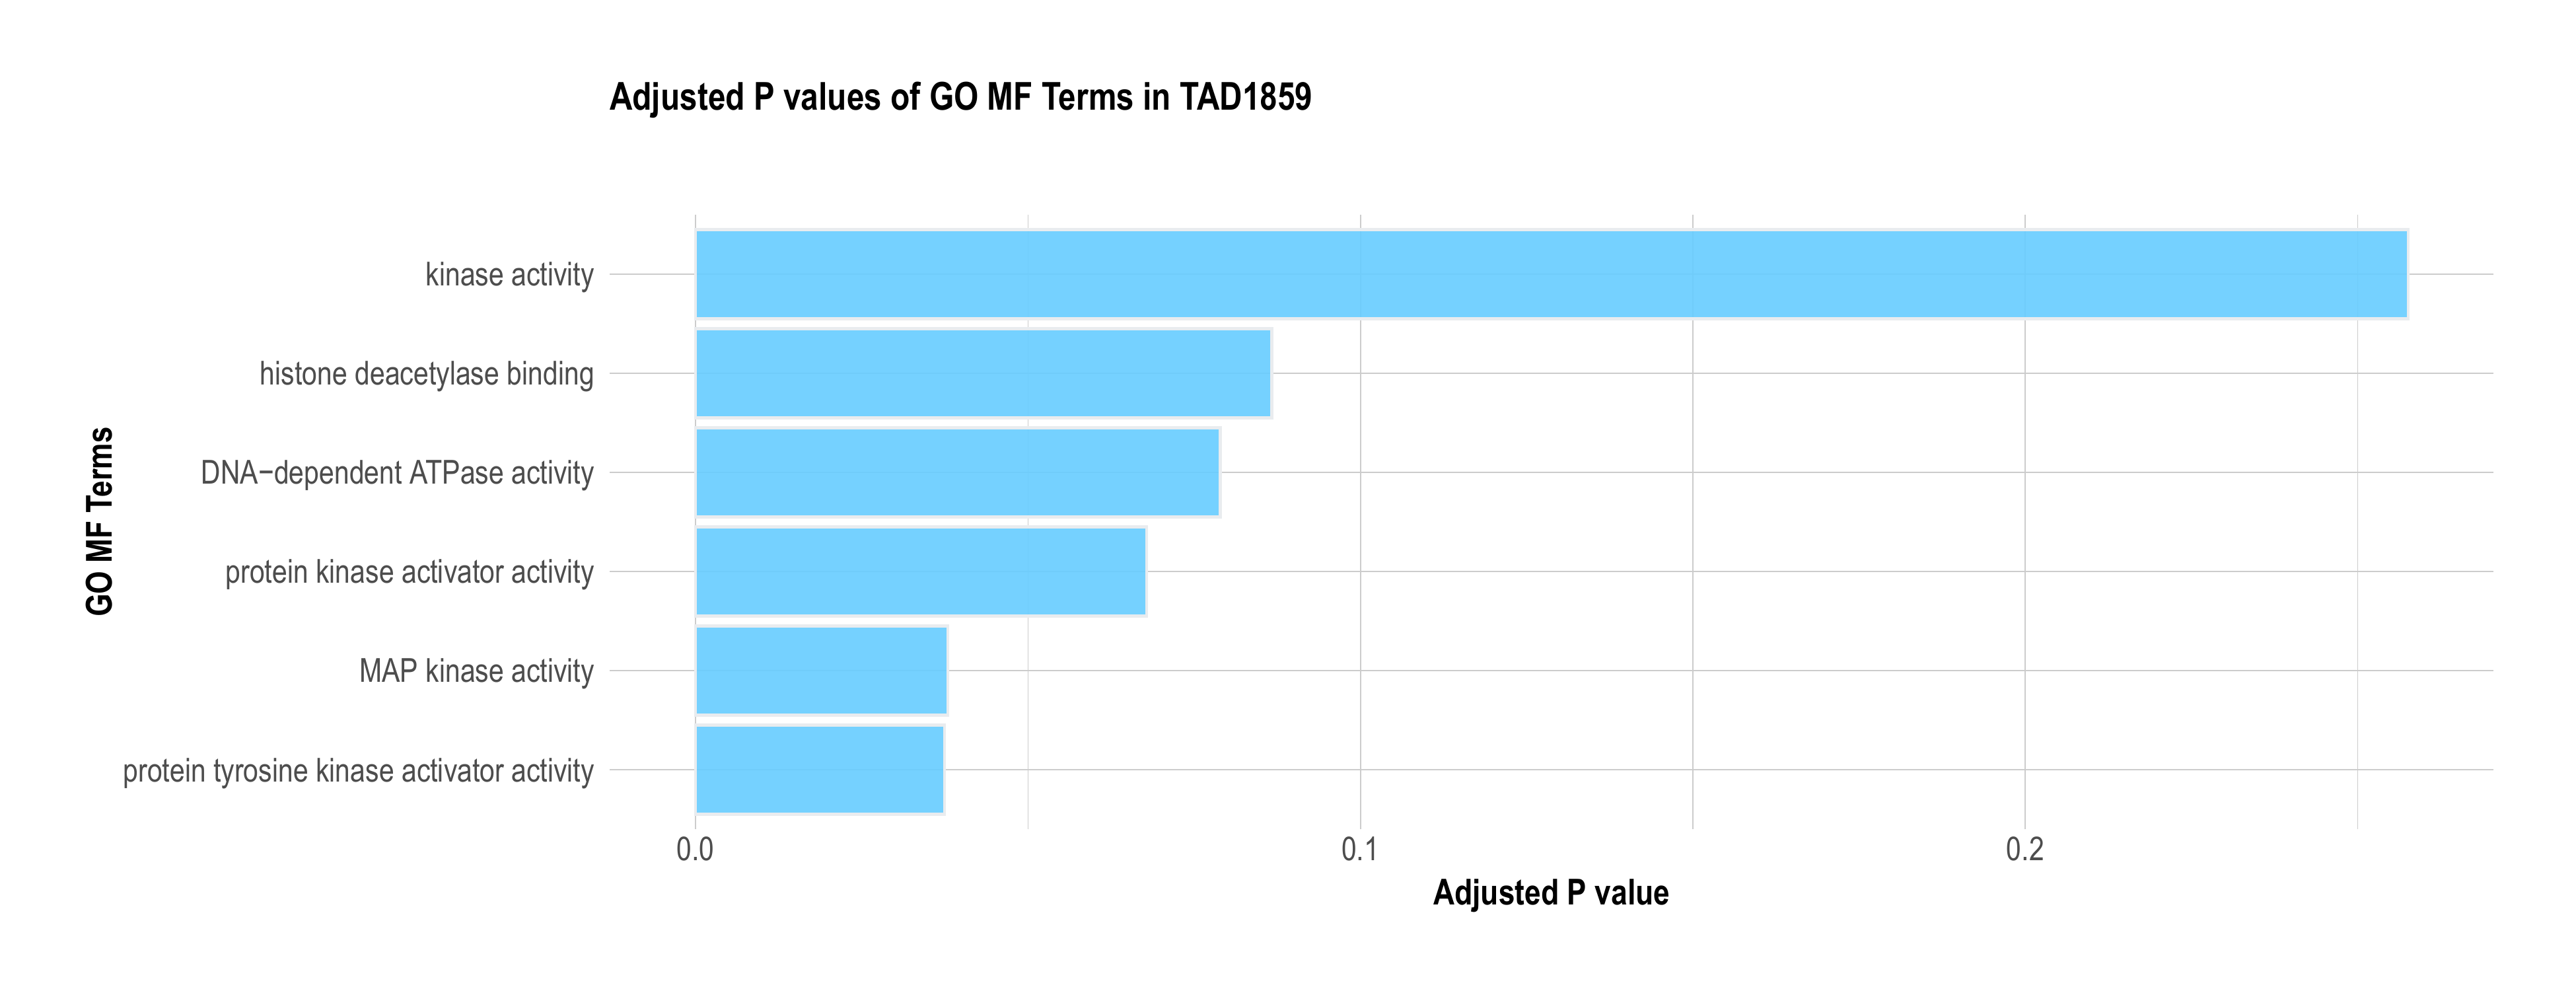 Adjusted P values of GO MF Terms in TAD1859
GO MF Terms
kinase activity
histone deacetylase binding
DNA−dependent ATPase activity
protein kinase activator activity
MAP kinase activity
protein tyrosine kinase activator activity
0.0 0.1 0.2
Adjusted P value